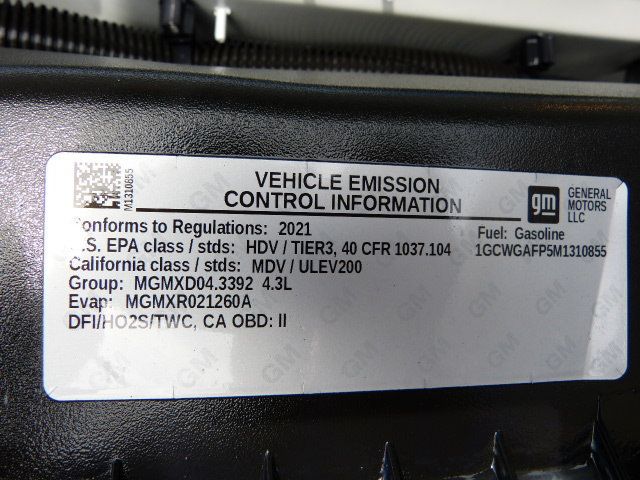 M1310855
VEHICLE EMISSION
CONTROL INFORMATION
gm
GENERAL
MOTORS
LLC
onforms to Regulations: 2021
.S. EPA class / stds: HDV / TIER3, 40 CFR 1037.104
California class / stds: MDV / ULEV200
Group: MGMXD04.3392 4.3L
Evap: MGMXR021260A
DFI/HO2S/TWC, CA OBD: II
Fuel: Gasoline
1GCWGAFP5M1310855